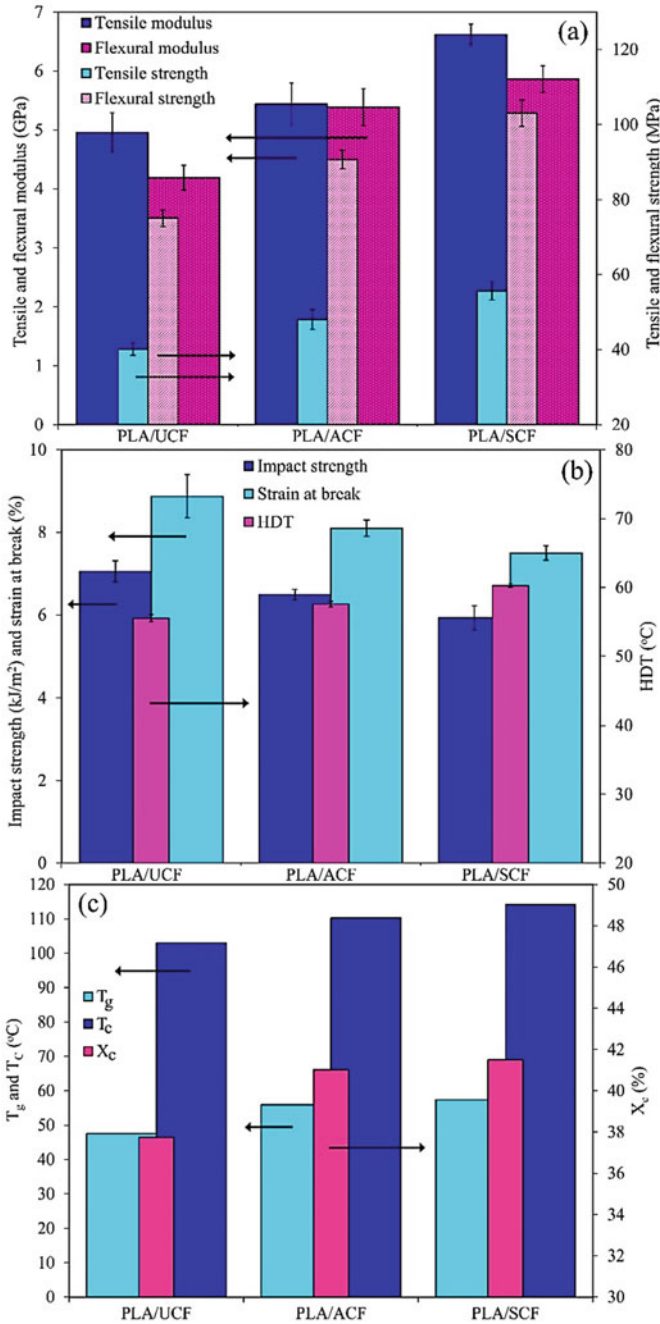 (a)
Tensile modulus
Flexural modulus
Tensile strength
Flexural strength
Tensile and flexural modulus (GPa)
7
6
5
4
3
2
1
0
Tensile and flexural strength (MPa)
120
100
80
60
40
20
PLA/UCF
PLA/ACF
PLA/SCF
(b)
Impact strength
Strain at break
HDT
Impact strength (kJ/m²) and strain at break (%)
10
8
6
4
2
0
HDT (°C)
80
70
60
50
40
30
20
PLA/UCF
PLA/ACF
PLA/SCF
(c)
Tg
Tc
Xc
Tg and TC (°C)
120
110
100
90
80
70
60
50
40
30
20
10
0
Xc (%)
50
48
46
44
42
40
38
36
34
32
30
PLA/UCF
PLA/ACF
PLA/SCF